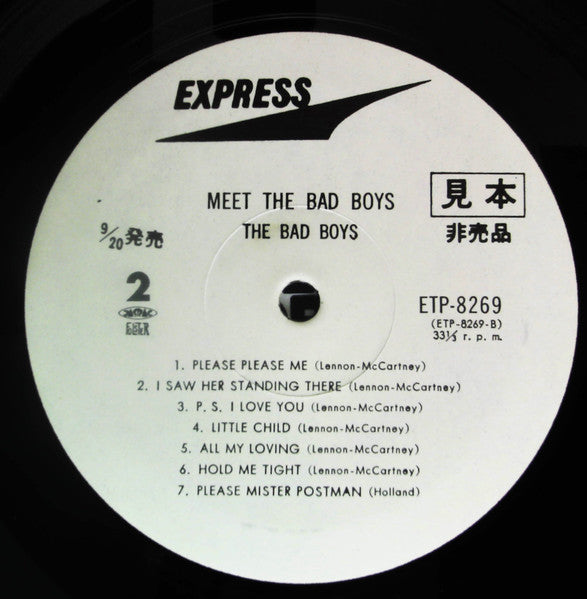 EXPRESS
MEET THE BAD BOYS
THE BAD BOYS
見本
非売品
9/20発売
2
ETP-8269
(ETP-8269-B)
33⅓ r. p. m.
1. PLEASE PLEASE ME (Lennon-McCartney)
2. I SAW HER STANDING THERE (Lennon-McCartney)
3. P. S. I LOVE YOU (Lennon-McCartney)
4. LITTLE CHILD (Lennon-McCartney)
5. ALL MY LOVING (Lennon-McCartney)
6. HOLD ME TIGHT (Lennon-McCartney)
7. PLEASE MISTER POSTMAN (Holland)